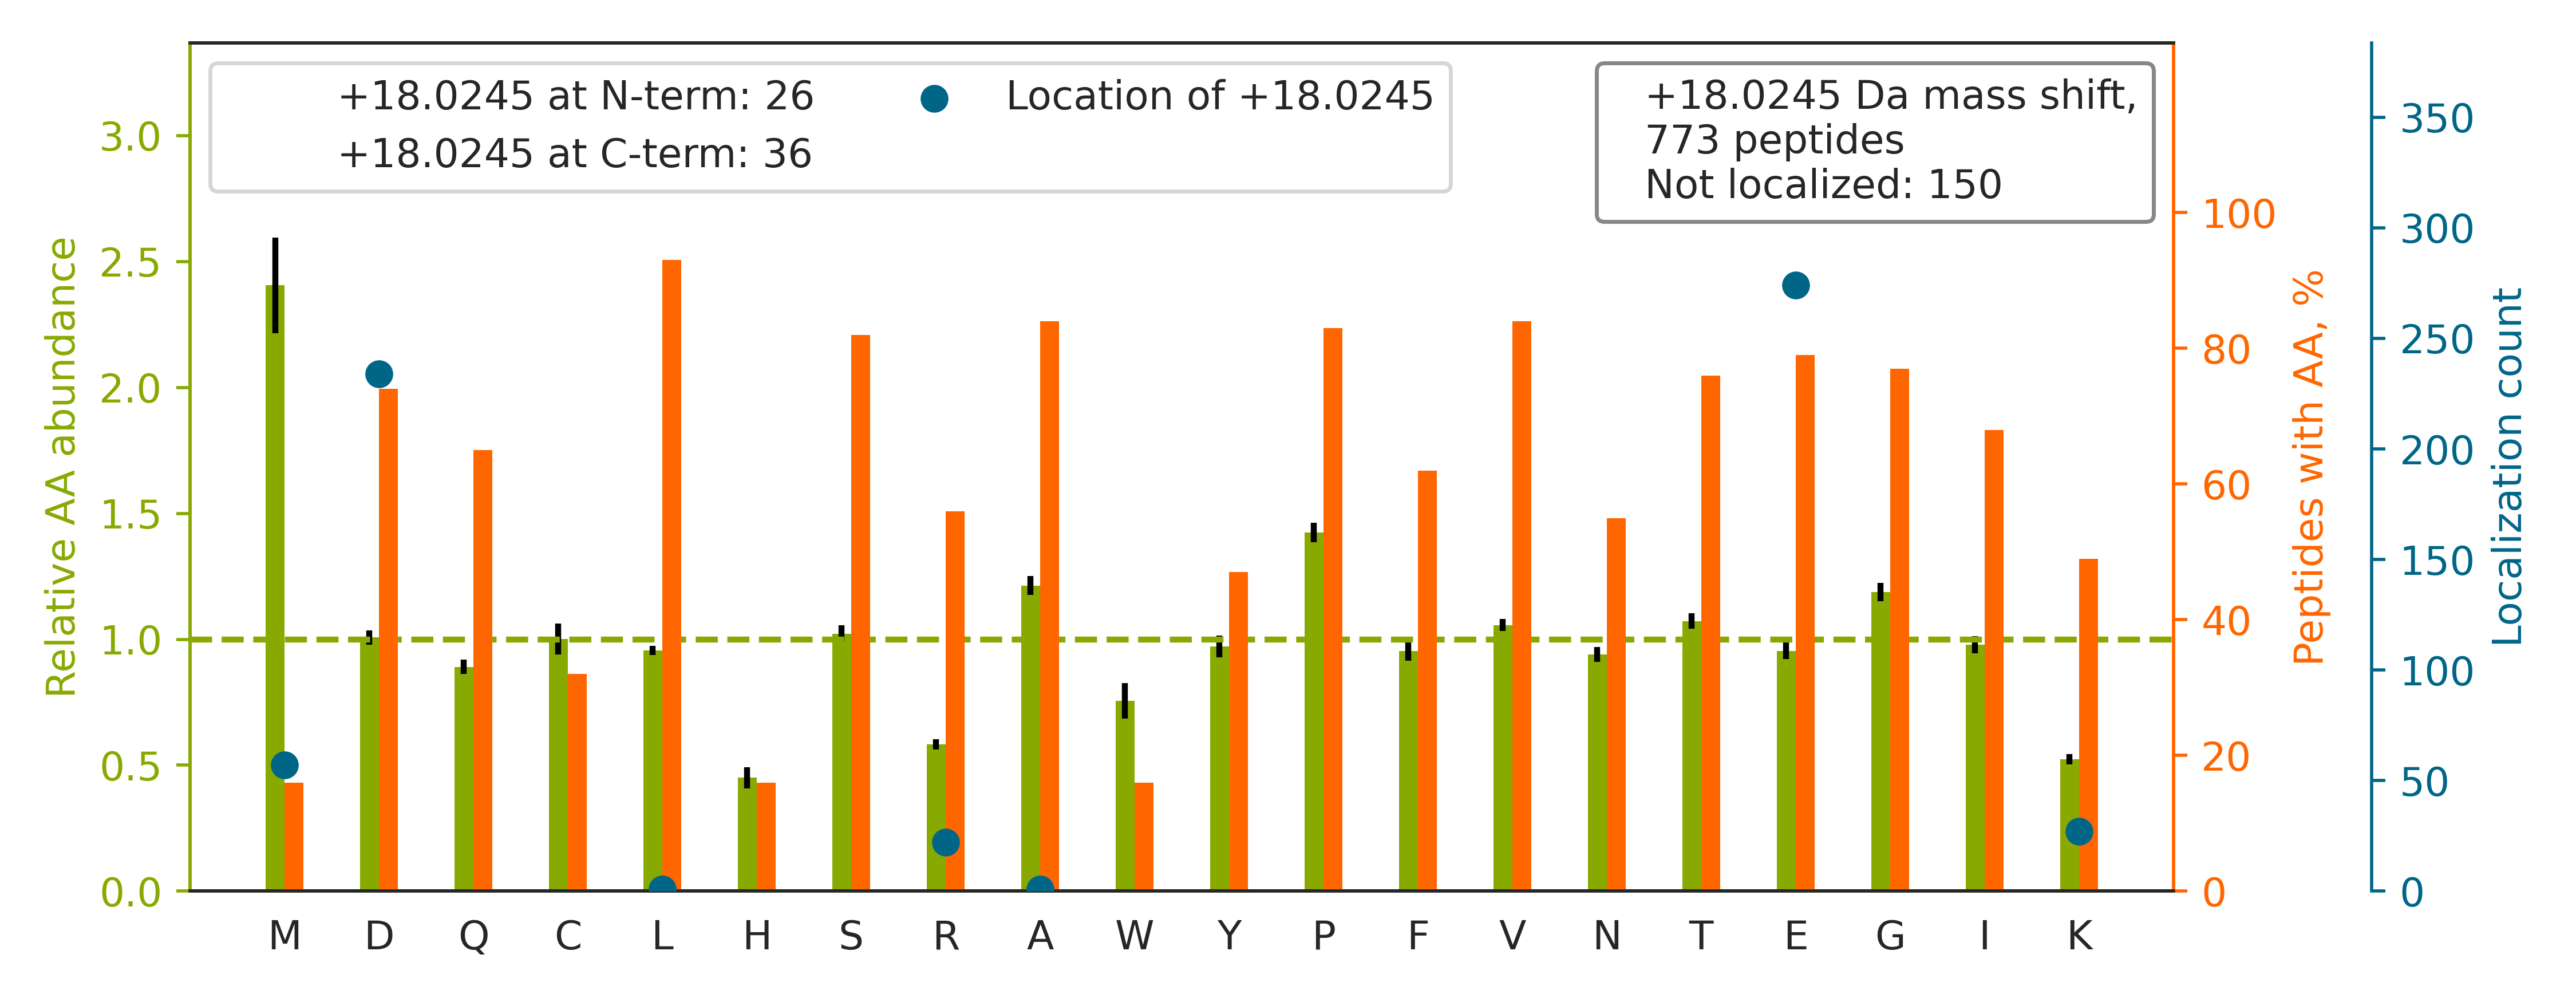 +18.0245 at N-term: 26
+18.0245 at C-term: 36
Location of +18.0245
+18.0245 Da mass shift,
773 peptides
Not localized: 150
Relative AA abundance
3.0
2.5
2.0
1.5
1.0
0.5
0.0
Peptides with AA, %
100
80
60
40
20
0
Localization count
350
300
250
200
150
100
50
0
M D Q C L H S R A W Y P F V N T E G I K